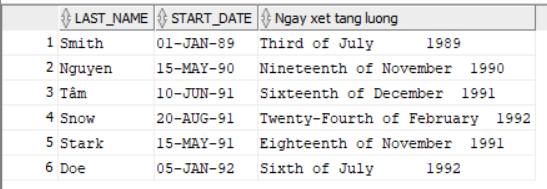 LAST_NAME START_DATE Ngay xet tang luong
1 Smith 01-JAN-89 Third of July 1989
2 Nguyen 15-MAY-90 Nineteenth of November 1990
3 Tâm 10-JUN-91 Sixteenth of December 1991
4 Snow 20-AUG-91 Twenty-Fourth of February 1992
5 Stark 15-MAY-91 Eighteenth of November 1991
6 Doe 05-JAN-92 Sixth of July 1992